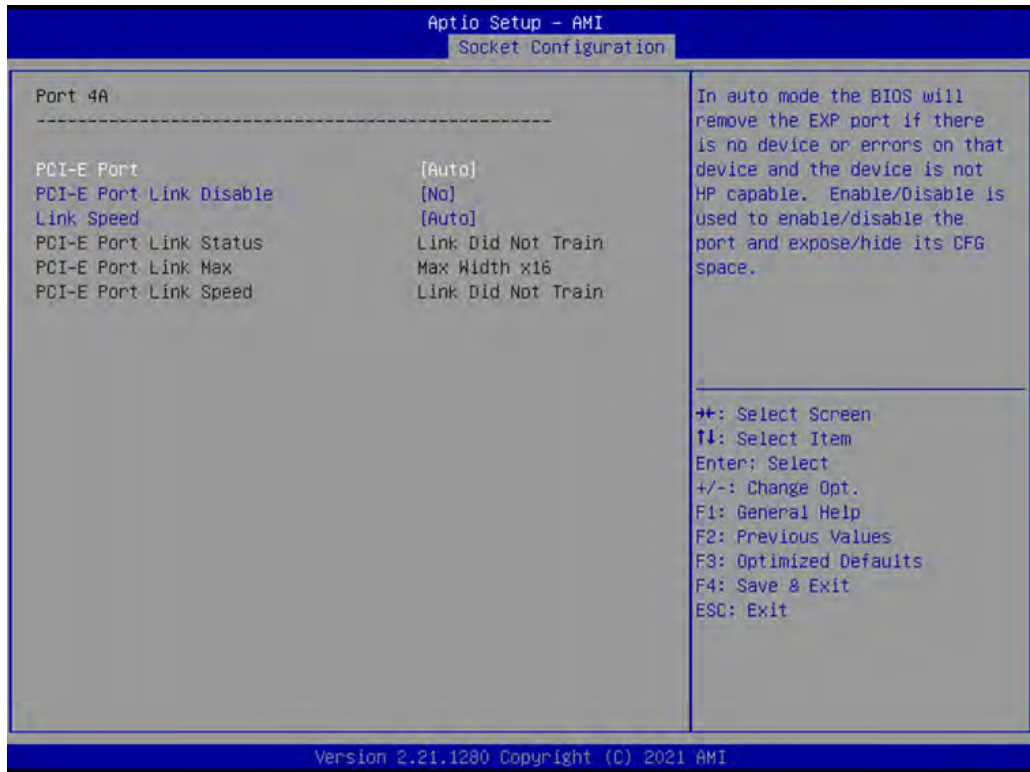 Aptio Setup – AMI
Socket Configuration
Port 4A
--------------------------------------------------
PCI-E Port [Auto]
PCI-E Port Link Disable [No]
Link Speed [Auto]
PCI-E Port Link Status Link Did Not Train
PCI-E Port Link Max Max Width x16
PCI-E Port Link Speed Link Did Not Train
In auto mode the BIOS will
remove the EXP port if there
is no device or errors on that
device and the device is not
HP capable. Enable/Disable is
used to enable/disable the
port and expose/hide its CFG
space.
→←: Select Screen
↑↓: Select Item
Enter: Select
+/-: Change Opt.
F1: General Help
F2: Previous Values
F3: Optimized Defaults
F4: Save & Exit
ESC: Exit
Version 2.21.1280 Copyright (C) 2021 AMI